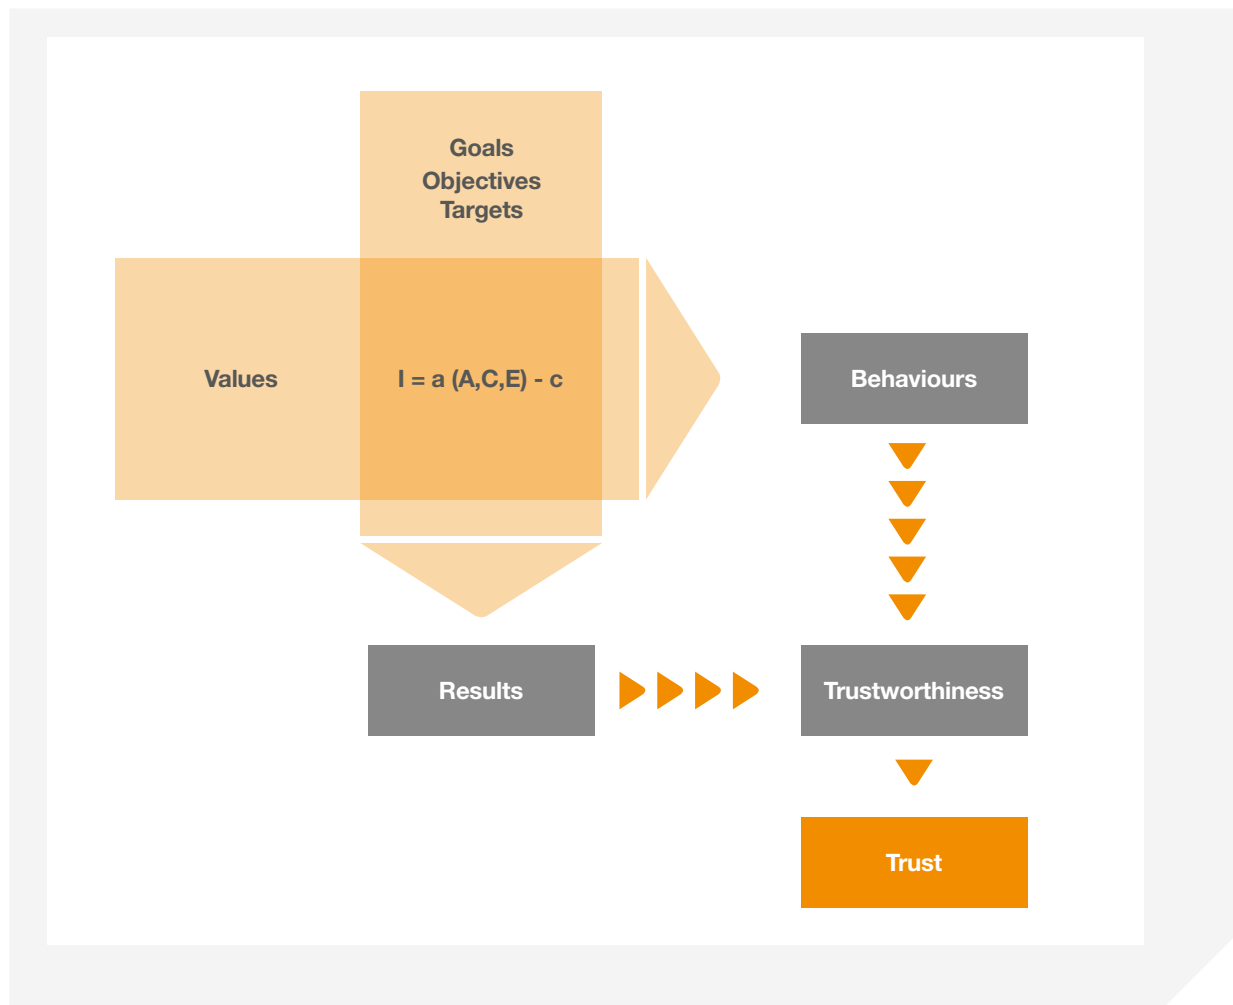 Goals
Objectives
Targets
Values
I = a (A,C,E) - c
Behaviours
Results
Trustworthiness
Trust